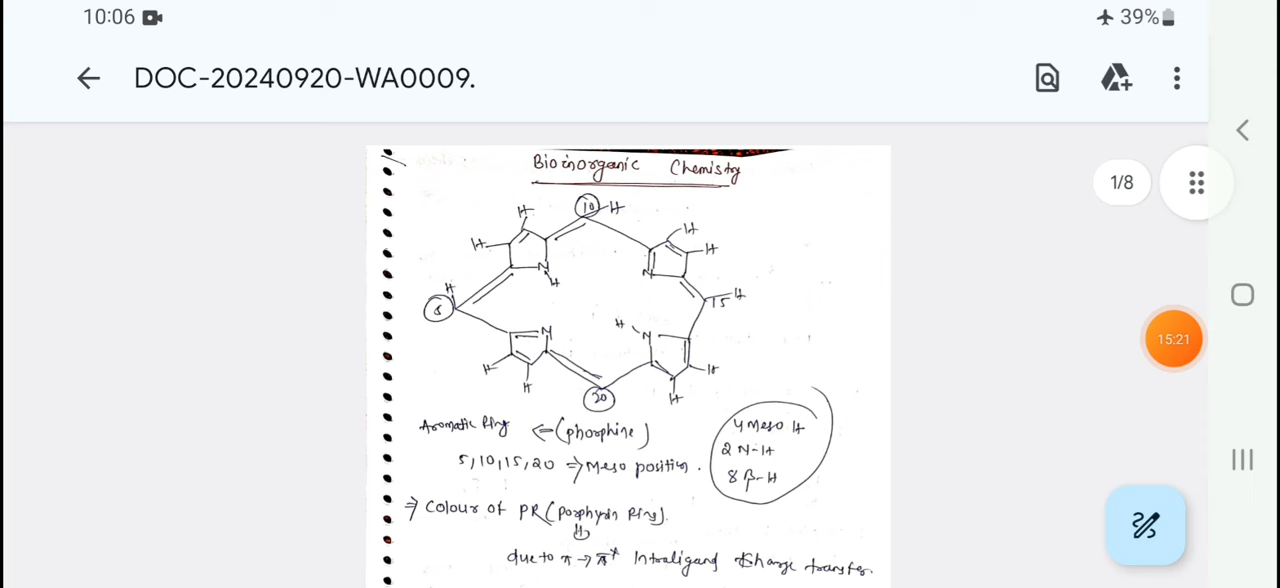 10:06
39%
DOC-20240920-WA0009.
1/8
Bioinorganic Chemistry
10 H
H
H
H
H
N
H
N
H
5
15 H
N
H N
H
H
H
H
20
Aromatic Ring ⇐ (phorphine)
5,10,15,20 ⇒ Meso position.
4 Meso H
2 N-H
8 β-H
⇒ Colour of PR (Porphyrin Ring).
due to π → π* Intraligand Charge transfer.
15:21